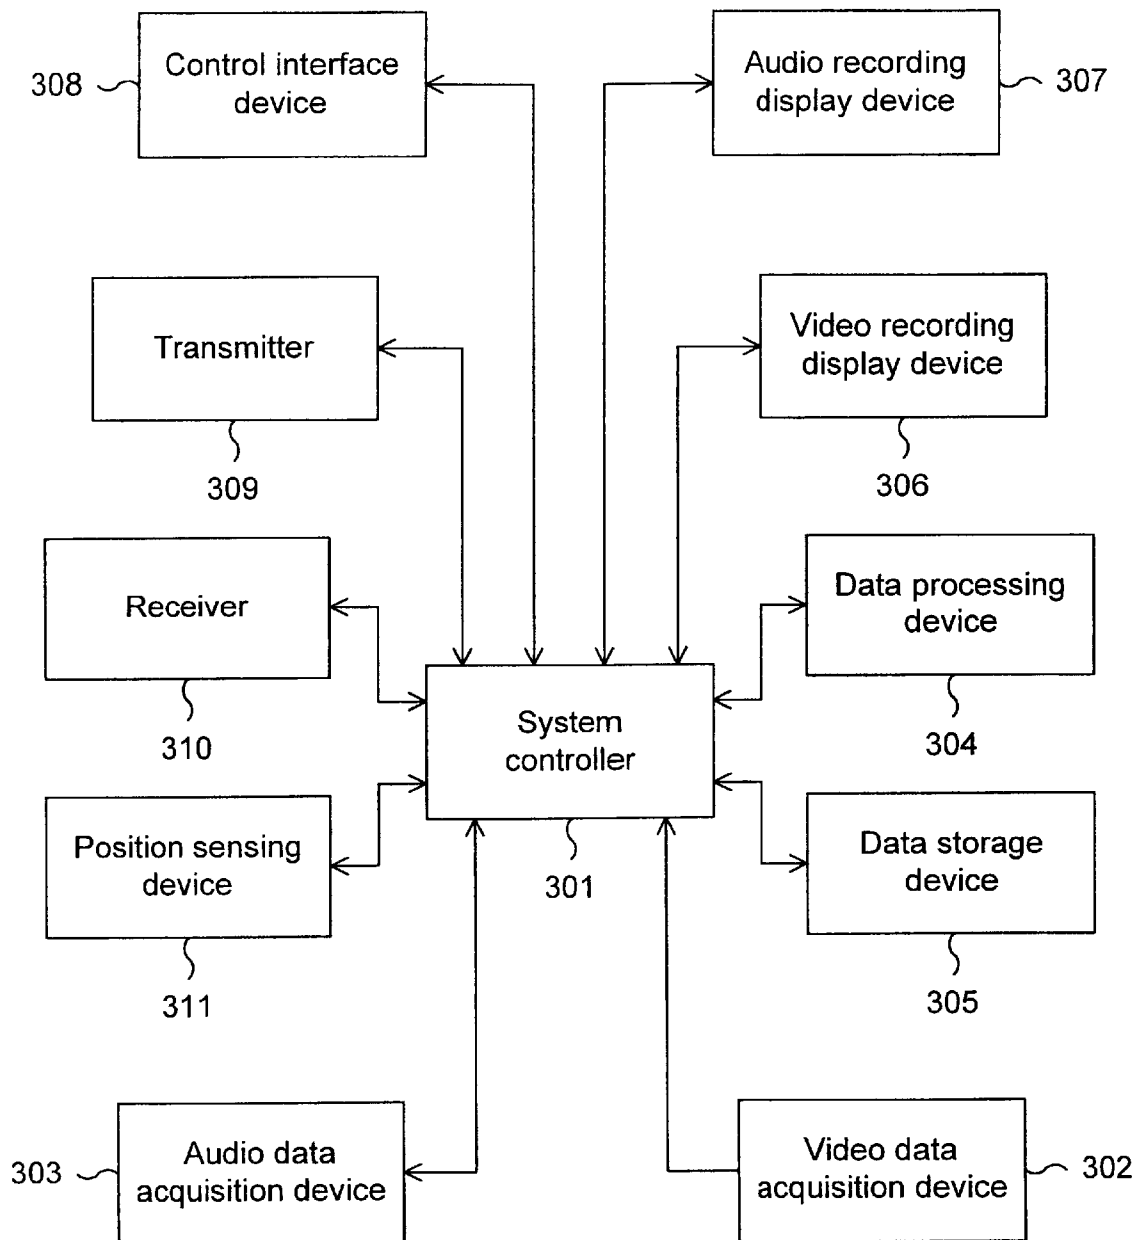 308
Control interface
device
Audio recording
display device
307
Transmitter
309
Video recording
display device
306
Receiver
310
Data processing
device
304
System
controller
301
Position sensing
device
311
Data storage
device
305
303
Audio data
acquisition device
Video data
acquisition device
302